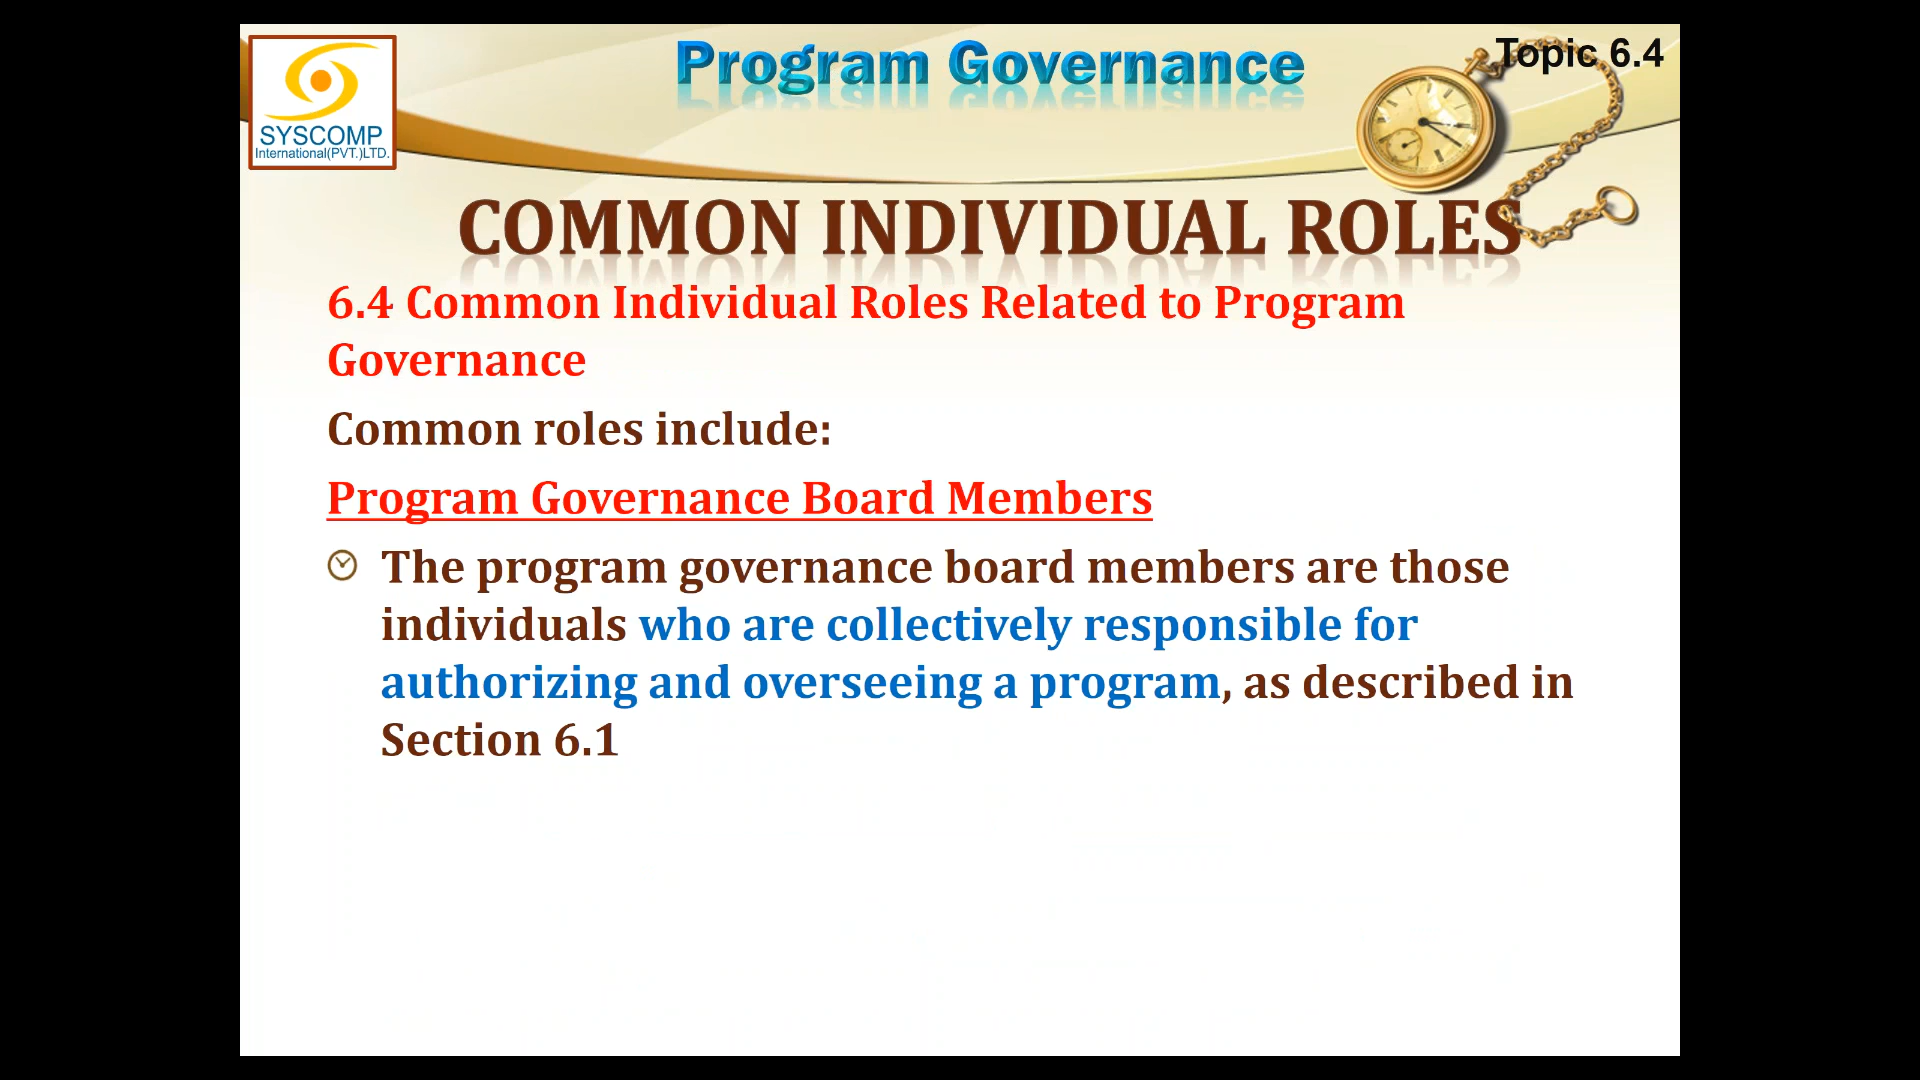 Program Governance
Topic 6.4
SYSCOMP
International(PVT.)LTD.
COMMON INDIVIDUAL ROLES
6.4 Common Individual Roles Related to Program
Governance
Common roles include:
Program Governance Board Members
The program governance board members are those
individuals who are collectively responsible for
authorizing and overseeing a program, as described in
Section 6.1